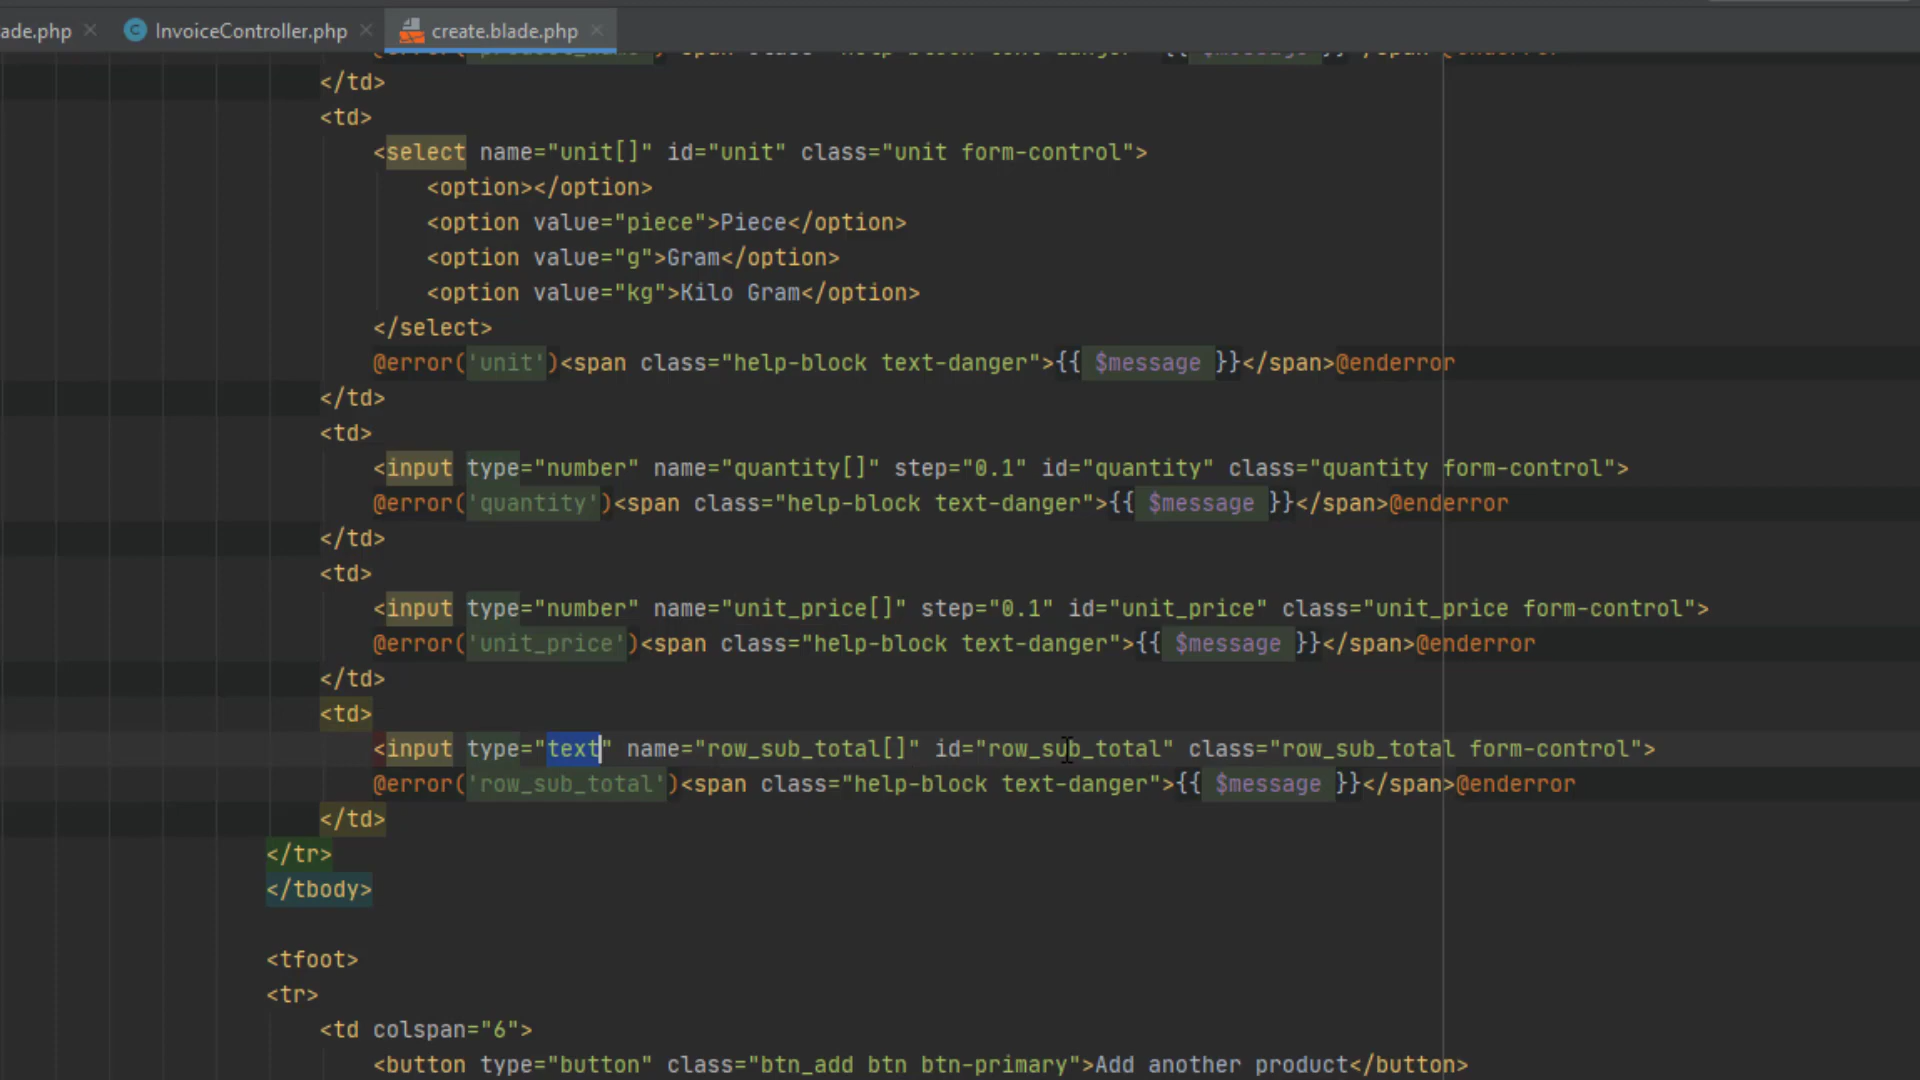 ade.php InvoiceController.php create.blade.php
</td>
<td>
<select name="unit[]" id="unit" class="unit form-control">
<option></option>
<option value="piece">Piece</option>
<option value="g">Gram</option>
<option value="kg">Kilo Gram</option>
</select>
@error('unit')<span class="help-block text-danger">{{ $message }}</span>@enderror
</td>
<td>
<input type="number" name="quantity[]" step="0.1" id="quantity" class="quantity form-control">
@error('quantity')<span class="help-block text-danger">{{ $message }}</span>@enderror
</td>
<td>
<input type="number" name="unit_price[]" step="0.1" id="unit_price" class="unit_price form-control">
@error('unit_price')<span class="help-block text-danger">{{ $message }}</span>@enderror
</td>
<td>
<input type="text" name="row_sub_total[]" id="row_sub_total" class="row_sub_total form-control">
@error('row_sub_total')<span class="help-block text-danger">{{ $message }}</span>@enderror
</td>
</tr>
</tbody>
<tfoot>
<tr>
<td colspan="6">
<button type="button" class="btn_add btn btn-primary">Add another product</button>